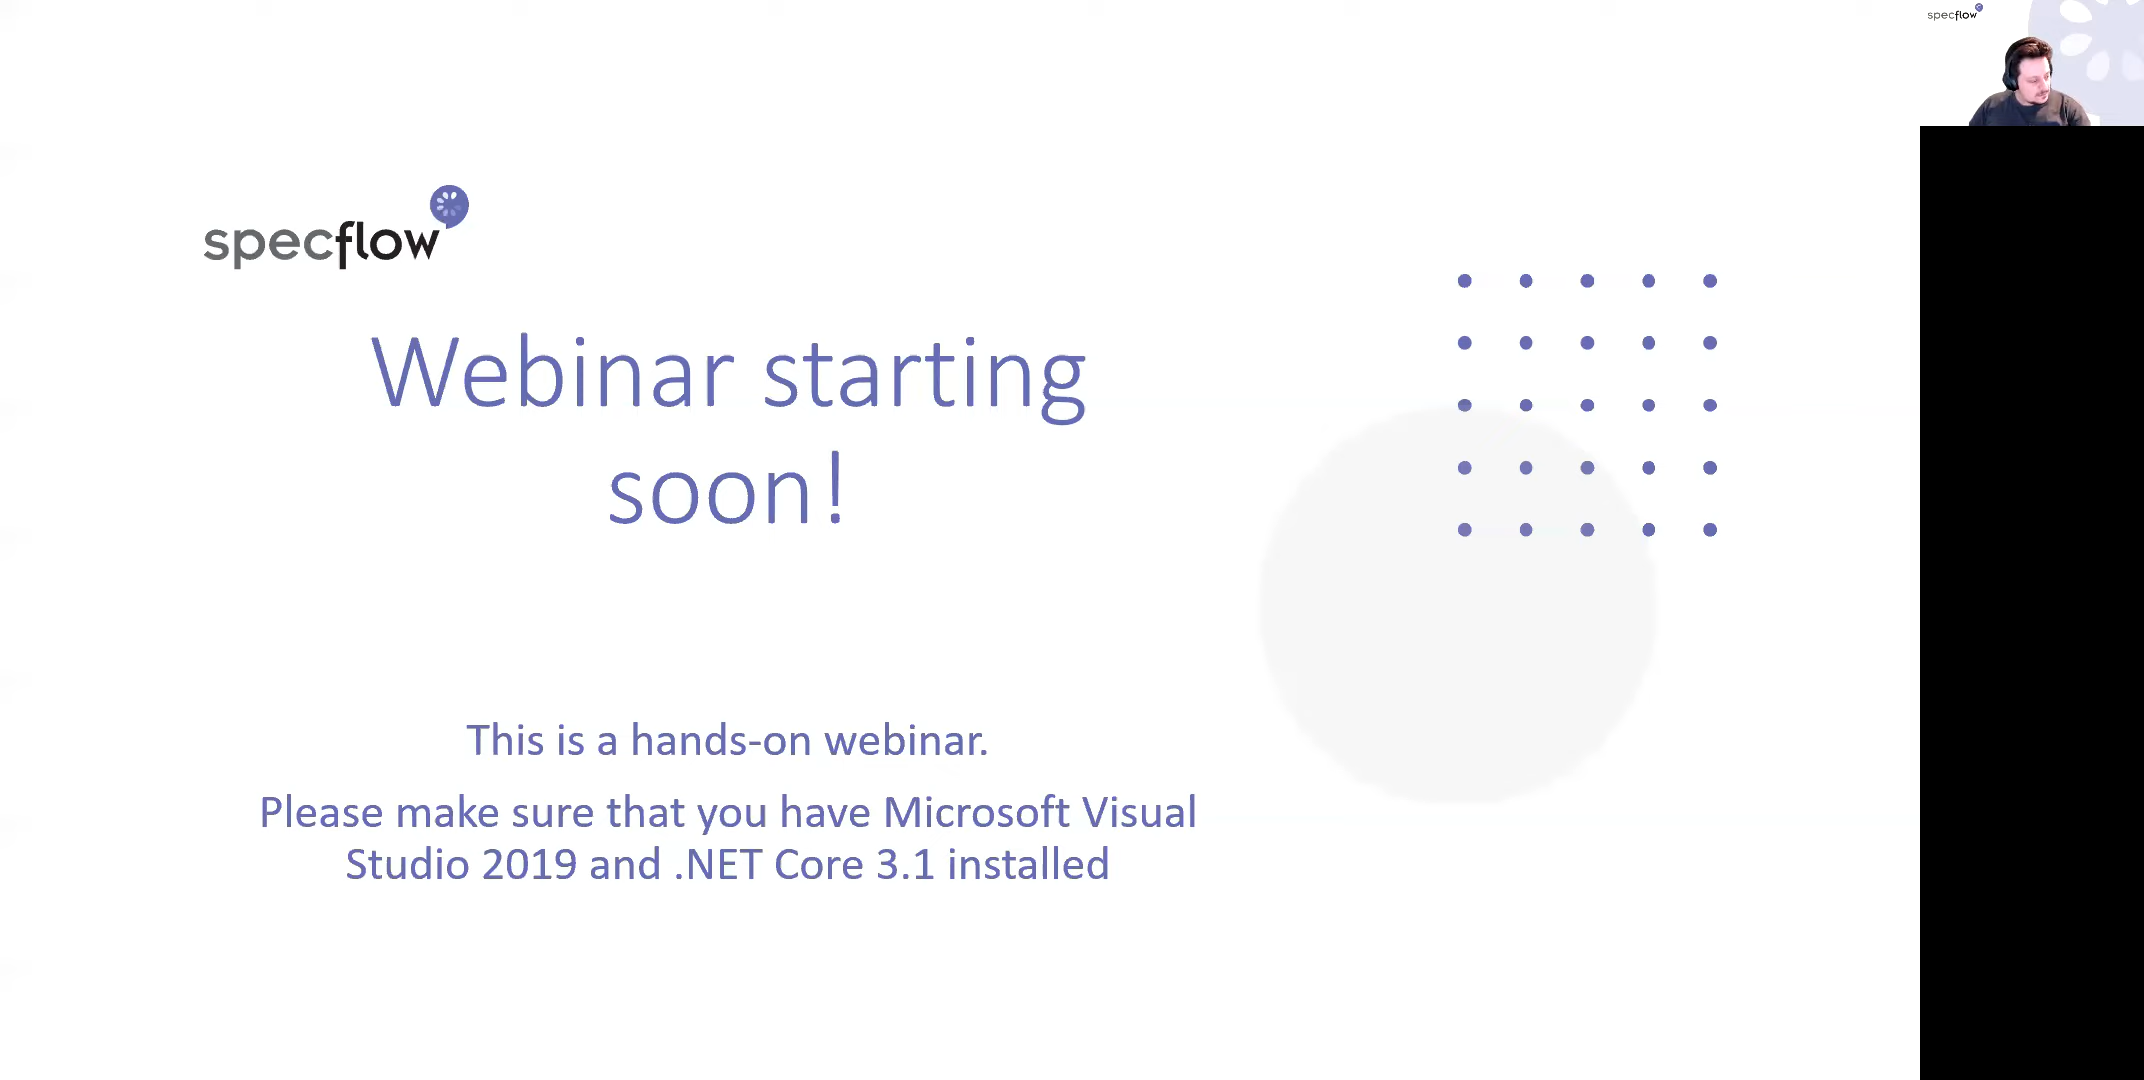 specflow
specflow
Webinar starting
soon!
This is a hands-on webinar.
Please make sure that you have Microsoft Visual
Studio 2019 and .NET Core 3.1 installed